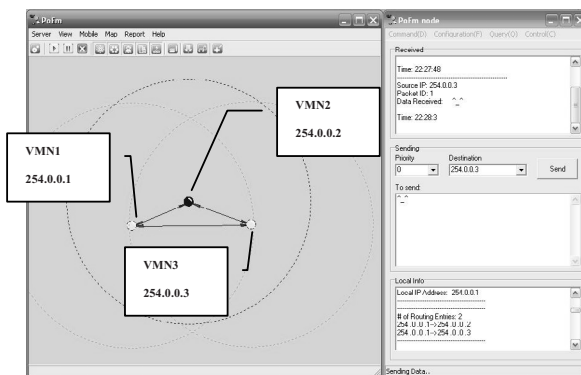 PoEm
Server View Mobile Map Report Help
VMN2
254.0.0.2
VMN1
254.0.0.1
VMN3
254.0.0.3
PoEm node
Command(D) Configuration(P) Query(Q) Control(C)
Received
Time: 22:27:48
Source IP: 254.0.0.3
Packet ID: 1
Data Received: ^_^
Time: 22:28:3
Sending
Priority Destination
0 254.0.0.3 Send
To send:
^_^
Local Info
Local IP Address: 254.0.0.1
# of Routing Entries: 2
254.0.0.1-->254.0.0.2
254.0.0.1-->254.0.0.3
Sending Data..